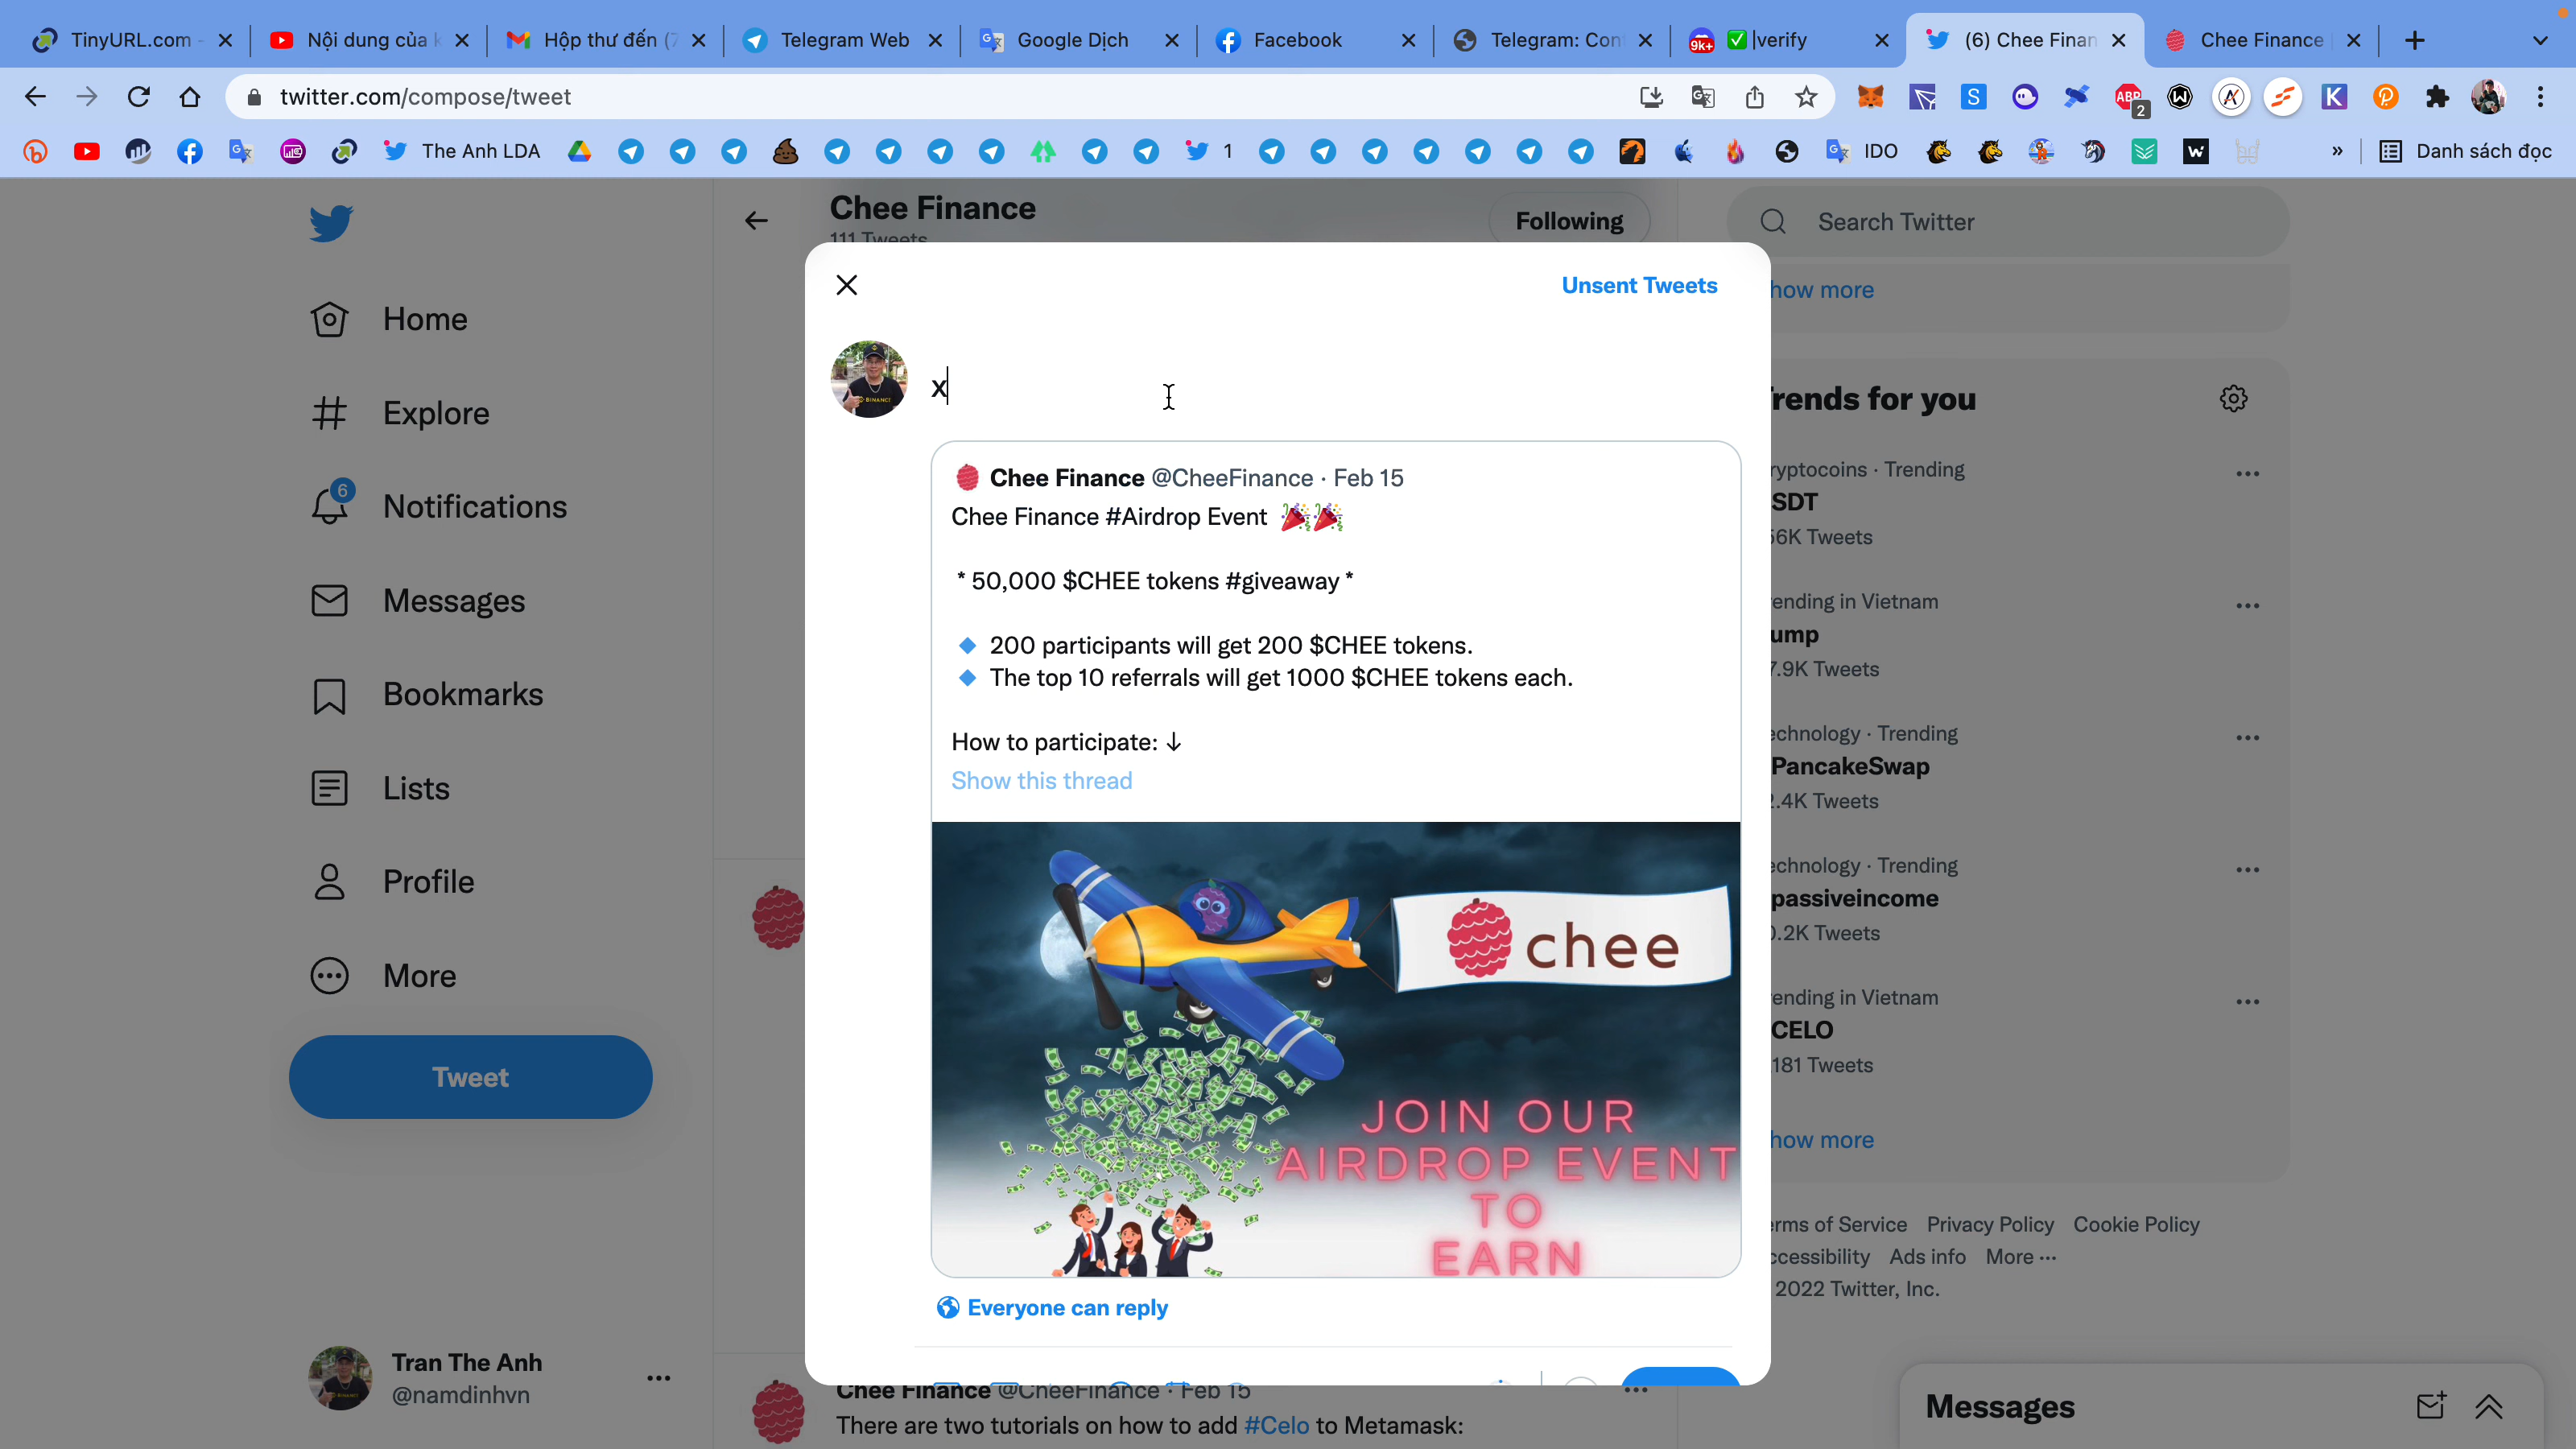 TinyURL.com -
Nội dung của k
Hộp thư đến (7
Telegram Web
Google Dịch
Facebook
Telegram: Con
9k+
|verify
(6) Chee Finan
Chee Finance
twitter.com/compose/tweet
ABP
2
The Anh LDA
1
IDO
Danh sách đọc
Chee Finance
111 Tweets
Following
Search Twitter
Home
Explore
6
Notifications
Messages
Bookmarks
Lists
Profile
More
Tweet
Tran The Anh
@namdinhvn
Unsent Tweets
x
Chee Finance @CheeFinance · Feb 15
Chee Finance #Airdrop Event 🎉🎉
* 50,000 $CHEE tokens #giveaway *
🔹 200 participants will get 200 $CHEE tokens.
🔹 The top 10 referrals will get 1000 $CHEE tokens each.
How to participate: ↓
Show this thread
chee
JOIN OUR
AIRDROP EVENT
TO
EARN
Everyone can reply
Chee Finance @CheeFinance · Feb 15
There are two tutorials on how to add #Celo to Metamask:
how more
rends for you
ryptocoins · Trending
SDT
56K Tweets
ending in Vietnam
ump
7.9K Tweets
echnology · Trending
PancakeSwap
2.4K Tweets
echnology · Trending
passiveincome
0.2K Tweets
ending in Vietnam
CELO
181 Tweets
how more
erms of Service Privacy Policy Cookie Policy
ccessibility Ads info More ···
2022 Twitter, Inc.
Messages